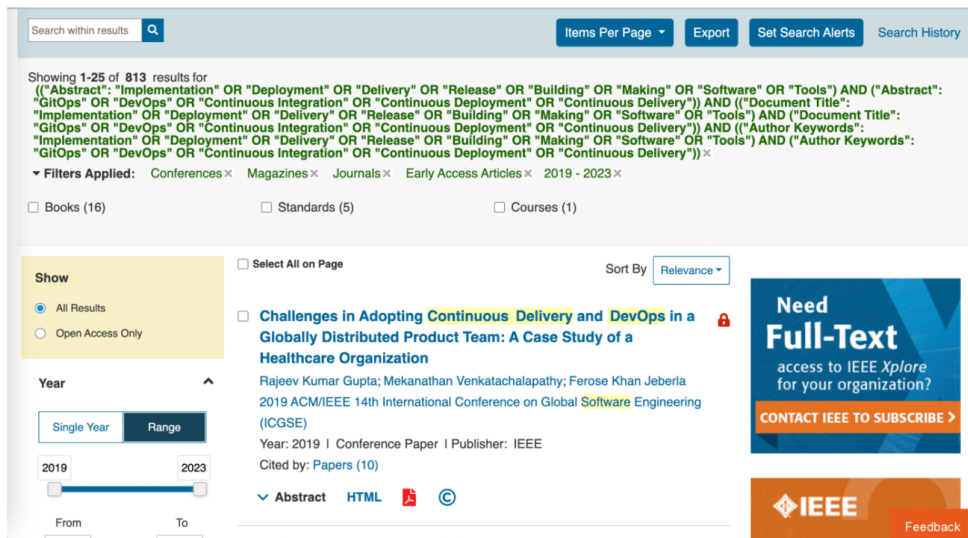 Search within results
Items Per Page
Export
Set Search Alerts
Search History
Showing 1-25 of 813 results for
(("Abstract": "Implementation" OR "Deployment" OR "Delivery" OR "Release" OR "Building" OR "Making" OR "Software" OR "Tools") AND ("Abstract":
"GitOps" OR "DevOps" OR "Continuous Integration" OR "Continuous Deployment" OR "Continuous Delivery")) AND (("Document Title":
"Implementation" OR "Deployment" OR "Delivery" OR "Release" OR "Building" OR "Making" OR "Software" OR "Tools") AND ("Document Title":
"GitOps" OR "DevOps" OR "Continuous Integration" OR "Continuous Deployment" OR "Continuous Delivery")) AND (("Author Keywords":
"Implementation" OR "Deployment" OR "Delivery" OR "Release" OR "Building" OR "Making" OR "Software" OR "Tools") AND ("Author Keywords":
"GitOps" OR "DevOps" OR "Continuous Integration" OR "Continuous Deployment" OR "Continuous Delivery")) ×
Filters Applied: Conferences × Magazines × Journals × Early Access Articles × 2019 - 2023 ×
Books (16) Standards (5) Courses (1)
Show
All Results
Open Access Only
Year
Single Year Range
2019 2023
From To
Select All on Page
Sort By Relevance
Challenges in Adopting Continuous Delivery and DevOps in a
Globally Distributed Product Team: A Case Study of a
Healthcare Organization
Rajeev Kumar Gupta; Mekanathan Venkatachalapathy; Ferose Khan Jeberla
2019 ACM/IEEE 14th International Conference on Global Software Engineering
(ICGSE)
Year: 2019 | Conference Paper | Publisher: IEEE
Cited by: Papers (10)
Abstract HTML ©
Need
Full-Text
access to IEEE Xplore
for your organization?
CONTACT IEEE TO SUBSCRIBE >
IEEE
Feedback